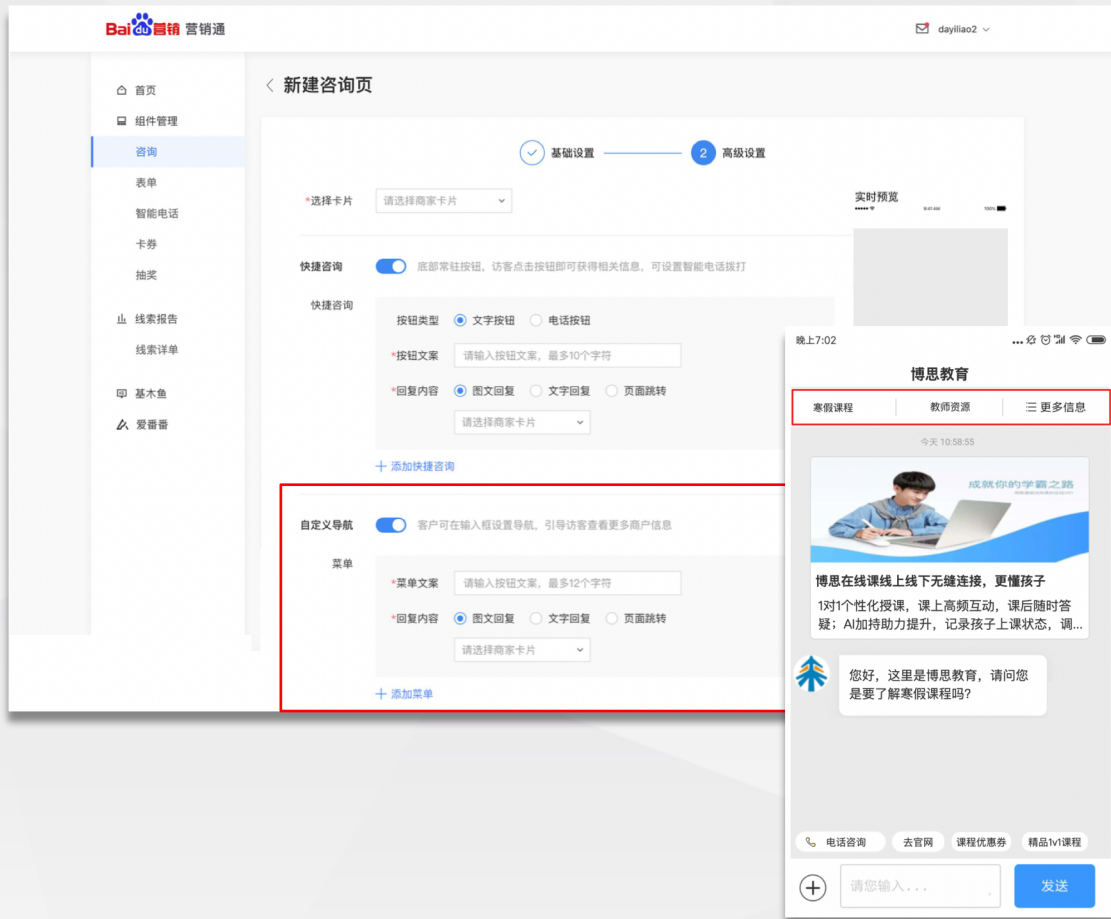 Bai du 营销 营销通
dayiliao2
首页
组件管理
咨询
表单
智能电话
卡券
抽奖
线索报告
线索详单
基木鱼
爱番番
新建咨询页
基础设置
2 高级设置
*选择卡片 请选择商家卡片
快捷咨询 底部常驻按钮，访客点击按钮即可获得相关信息，可设置智能电话拨打
快捷咨询
按钮类型 文字按钮 电话按钮
*按钮文案 请输入按钮文案，最多10个字符
*回复内容 图文回复 文字回复 页面跳转
请选择商家卡片
添加快捷咨询
自定义导航 客户可在输入框设置导航，引导访客查看更多商户信息
菜单
*菜单文案 请输入按钮文案，最多12个字符
*回复内容 图文回复 文字回复 页面跳转
请选择商家卡片
添加菜单
实时预览
9:41 AM 100%
晚上7:02
博思教育
寒假课程 教师资源 更多信息
今天 10:58:55
成就你的学霸之路
博思在线课线上线下无缝连接，更懂孩子
1对1个性化授课，课上高频互动，课后随时答
疑；AI加持助力提升，记录孩子上课状态，调...
您好，这里是博思教育，请问您
是要了解寒假课程吗?
电话咨询 去官网 课程优惠券 精品1v1课程
请您输入...
发送